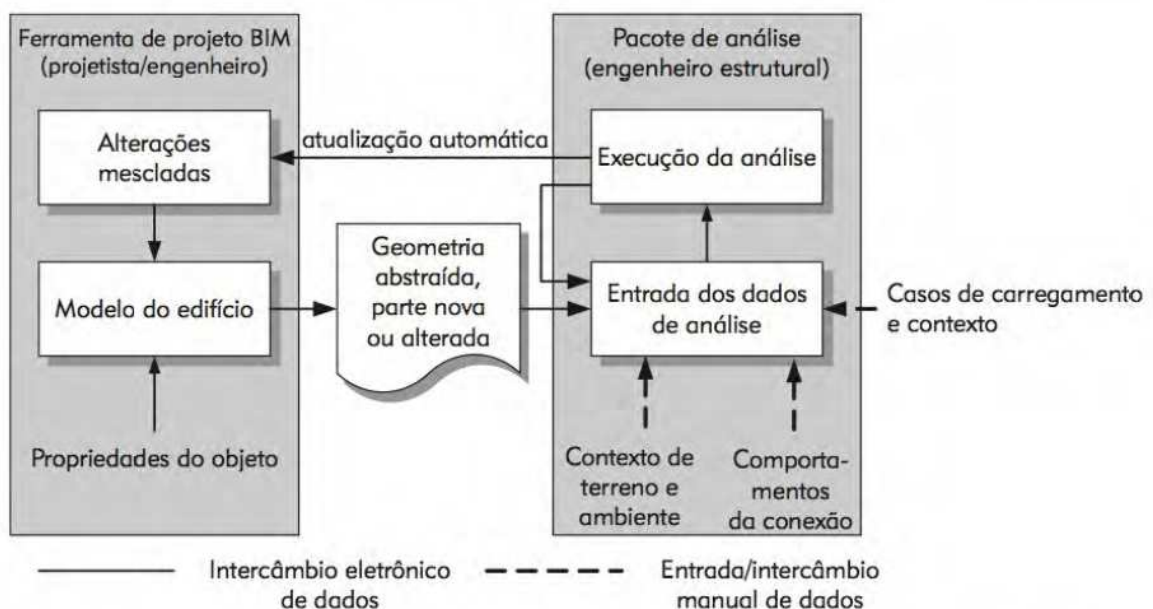 Ferramenta de projeto BIM
(projetista/engenheiro)
Alterações
mescladas
Modelo do edifício
Propriedades do objeto
atualização automática
Geometria
abstraída,
parte nova
ou alterada
Pacote de análise
(engenheiro estrutural)
Execução da análise
Entrada dos dados
de análise
Contexto de
terreno e
ambiente
Comporta-
mentos
da conexão
Casos de carregamento
e contexto
Intercâmbio eletrônico
de dados
Entrada/intercâmbio
manual de dados